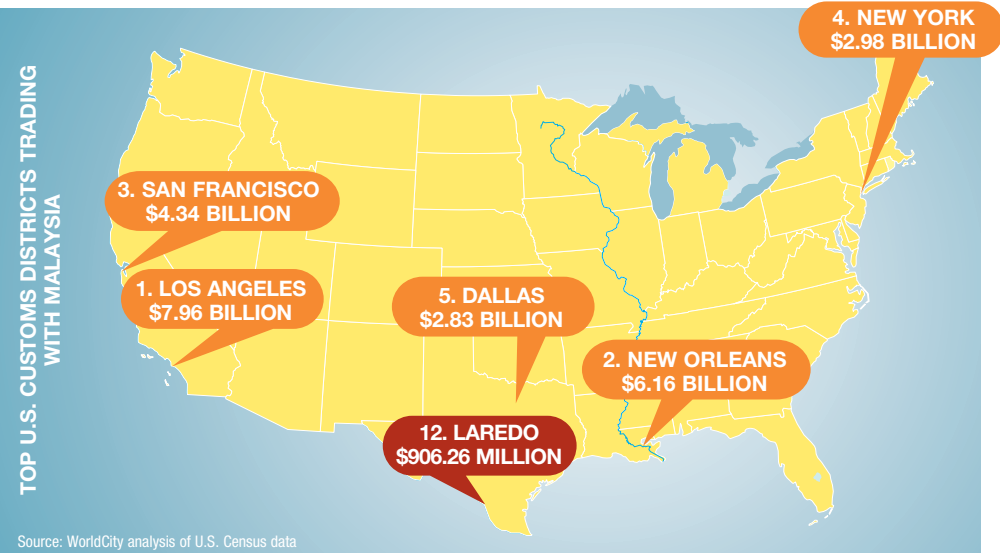 TOP U.S. CUSTOMS DISTRICTS TRADING
WITH MALAYSIA
4. NEW YORK
$2.98 BILLION
3. SAN FRANCISCO
$4.34 BILLION
1. LOS ANGELES
$7.96 BILLION
5. DALLAS
$2.83 BILLION
2. NEW ORLEANS
$6.16 BILLION
12. LAREDO
$906.26 MILLION
Source: WorldCity analysis of U.S. Census data